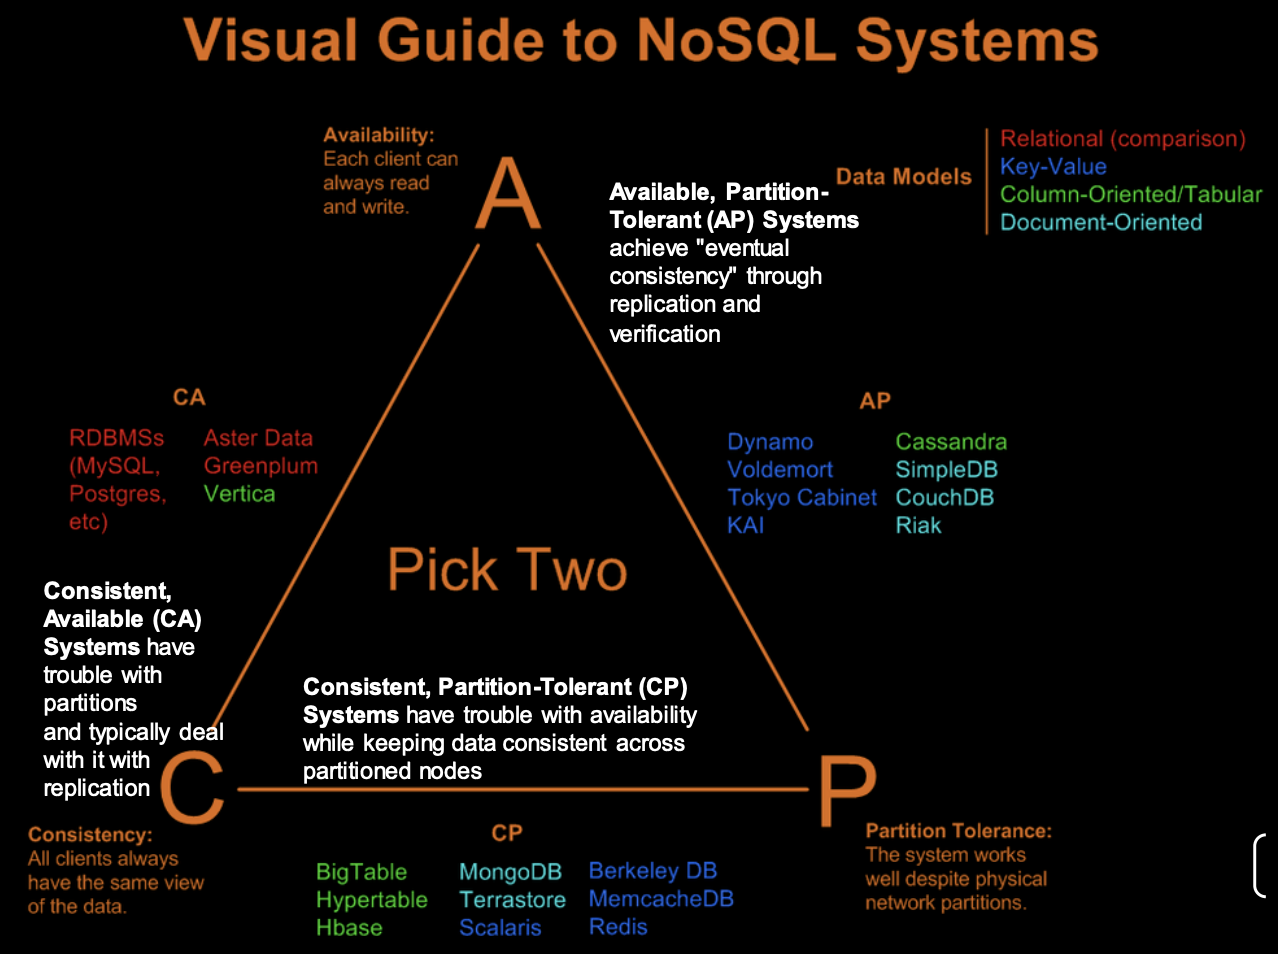 Visual Guide to NoSQL Systems
Availability:
Each client can
always read
and write.
A
Available, Partition-
Tolerant (AP) Systems
achieve "eventual
consistency" through
replication and
verification
Data Models
Relational (comparison)
Key-Value
Column-Oriented/Tabular
Document-Oriented
CA
RDBMSs
(MySQL,
Postgres,
etc)
Aster Data
Greenplum
Vertica
AP
Dynamo
Voldemort
Tokyo Cabinet
KAI
Cassandra
SimpleDB
CouchDB
Riak
Pick Two
Consistent,
Available (CA)
Systems have
trouble with
partitions
and typically deal
with it with
replication
Consistent, Partition-Tolerant (CP)
Systems have trouble with availability
while keeping data consistent across
partitioned nodes
C
P
Consistency:
All clients always
have the same view
of the data.
CP
BigTable
Hypertable
Hbase
MongoDB
Terrastore
Scalaris
Berkeley DB
MemcacheDB
Redis
Partition Tolerance:
The system works
well despite physical
network partitions.